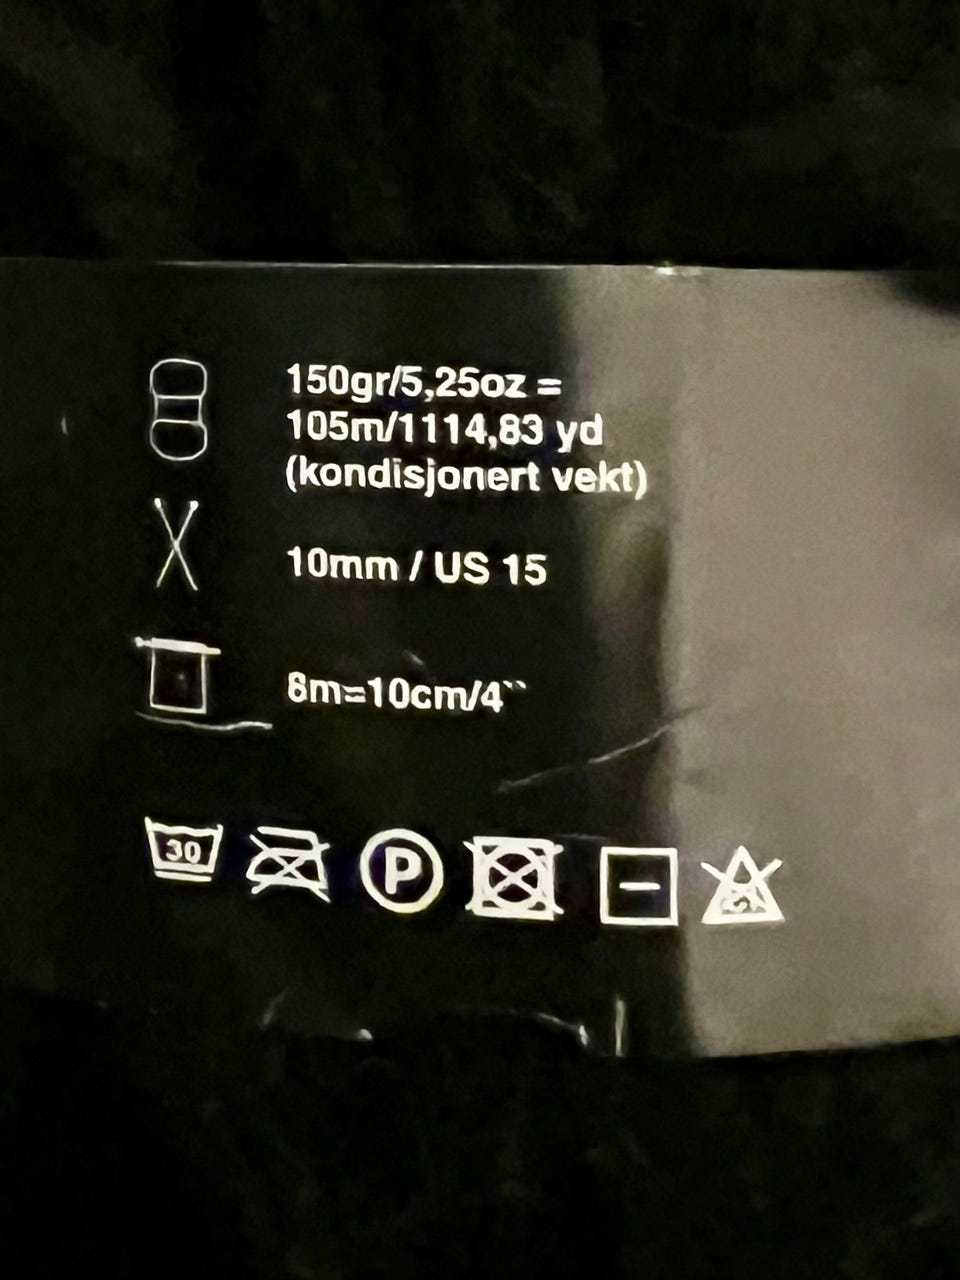 150gr/5,25oz =
105m/1114,83 yd
(kondisjonert vekt)
10mm / US 15
8m=10cm/4``
30
P